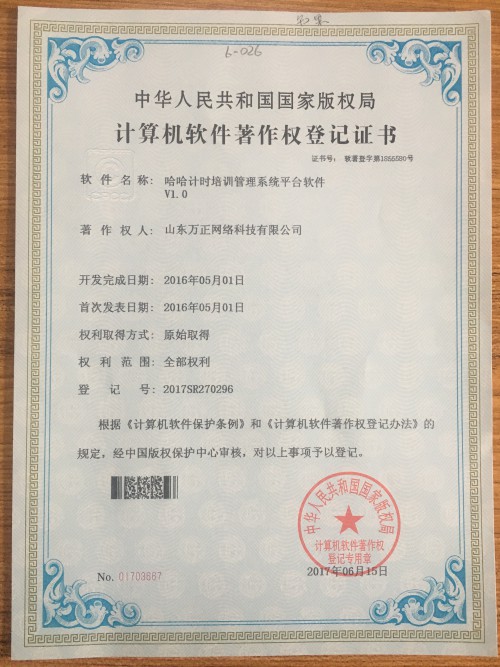 6-026
中华人民共和国国家版权局
计算机软件著作权登记证书
证书号： 软著登字第1855580号
软件名称： 哈哈计时培训管理系统平台软件
V1.0
著作权人： 山东万正网络科技有限公司
开发完成日期： 2016年05月01日
首次发表日期： 2016年05月01日
权利取得方式： 原始取得
权利范围： 全部权利
登记号： 2017SR270296
根据《计算机软件保护条例》和《计算机软件著作权登记办法》的
规定，经中国版权保护中心审核，对以上事项予以登记。
中华人民共和国国家版权局
计算机软件著作权
登记专用章
2017年06月15日
No. 01703667